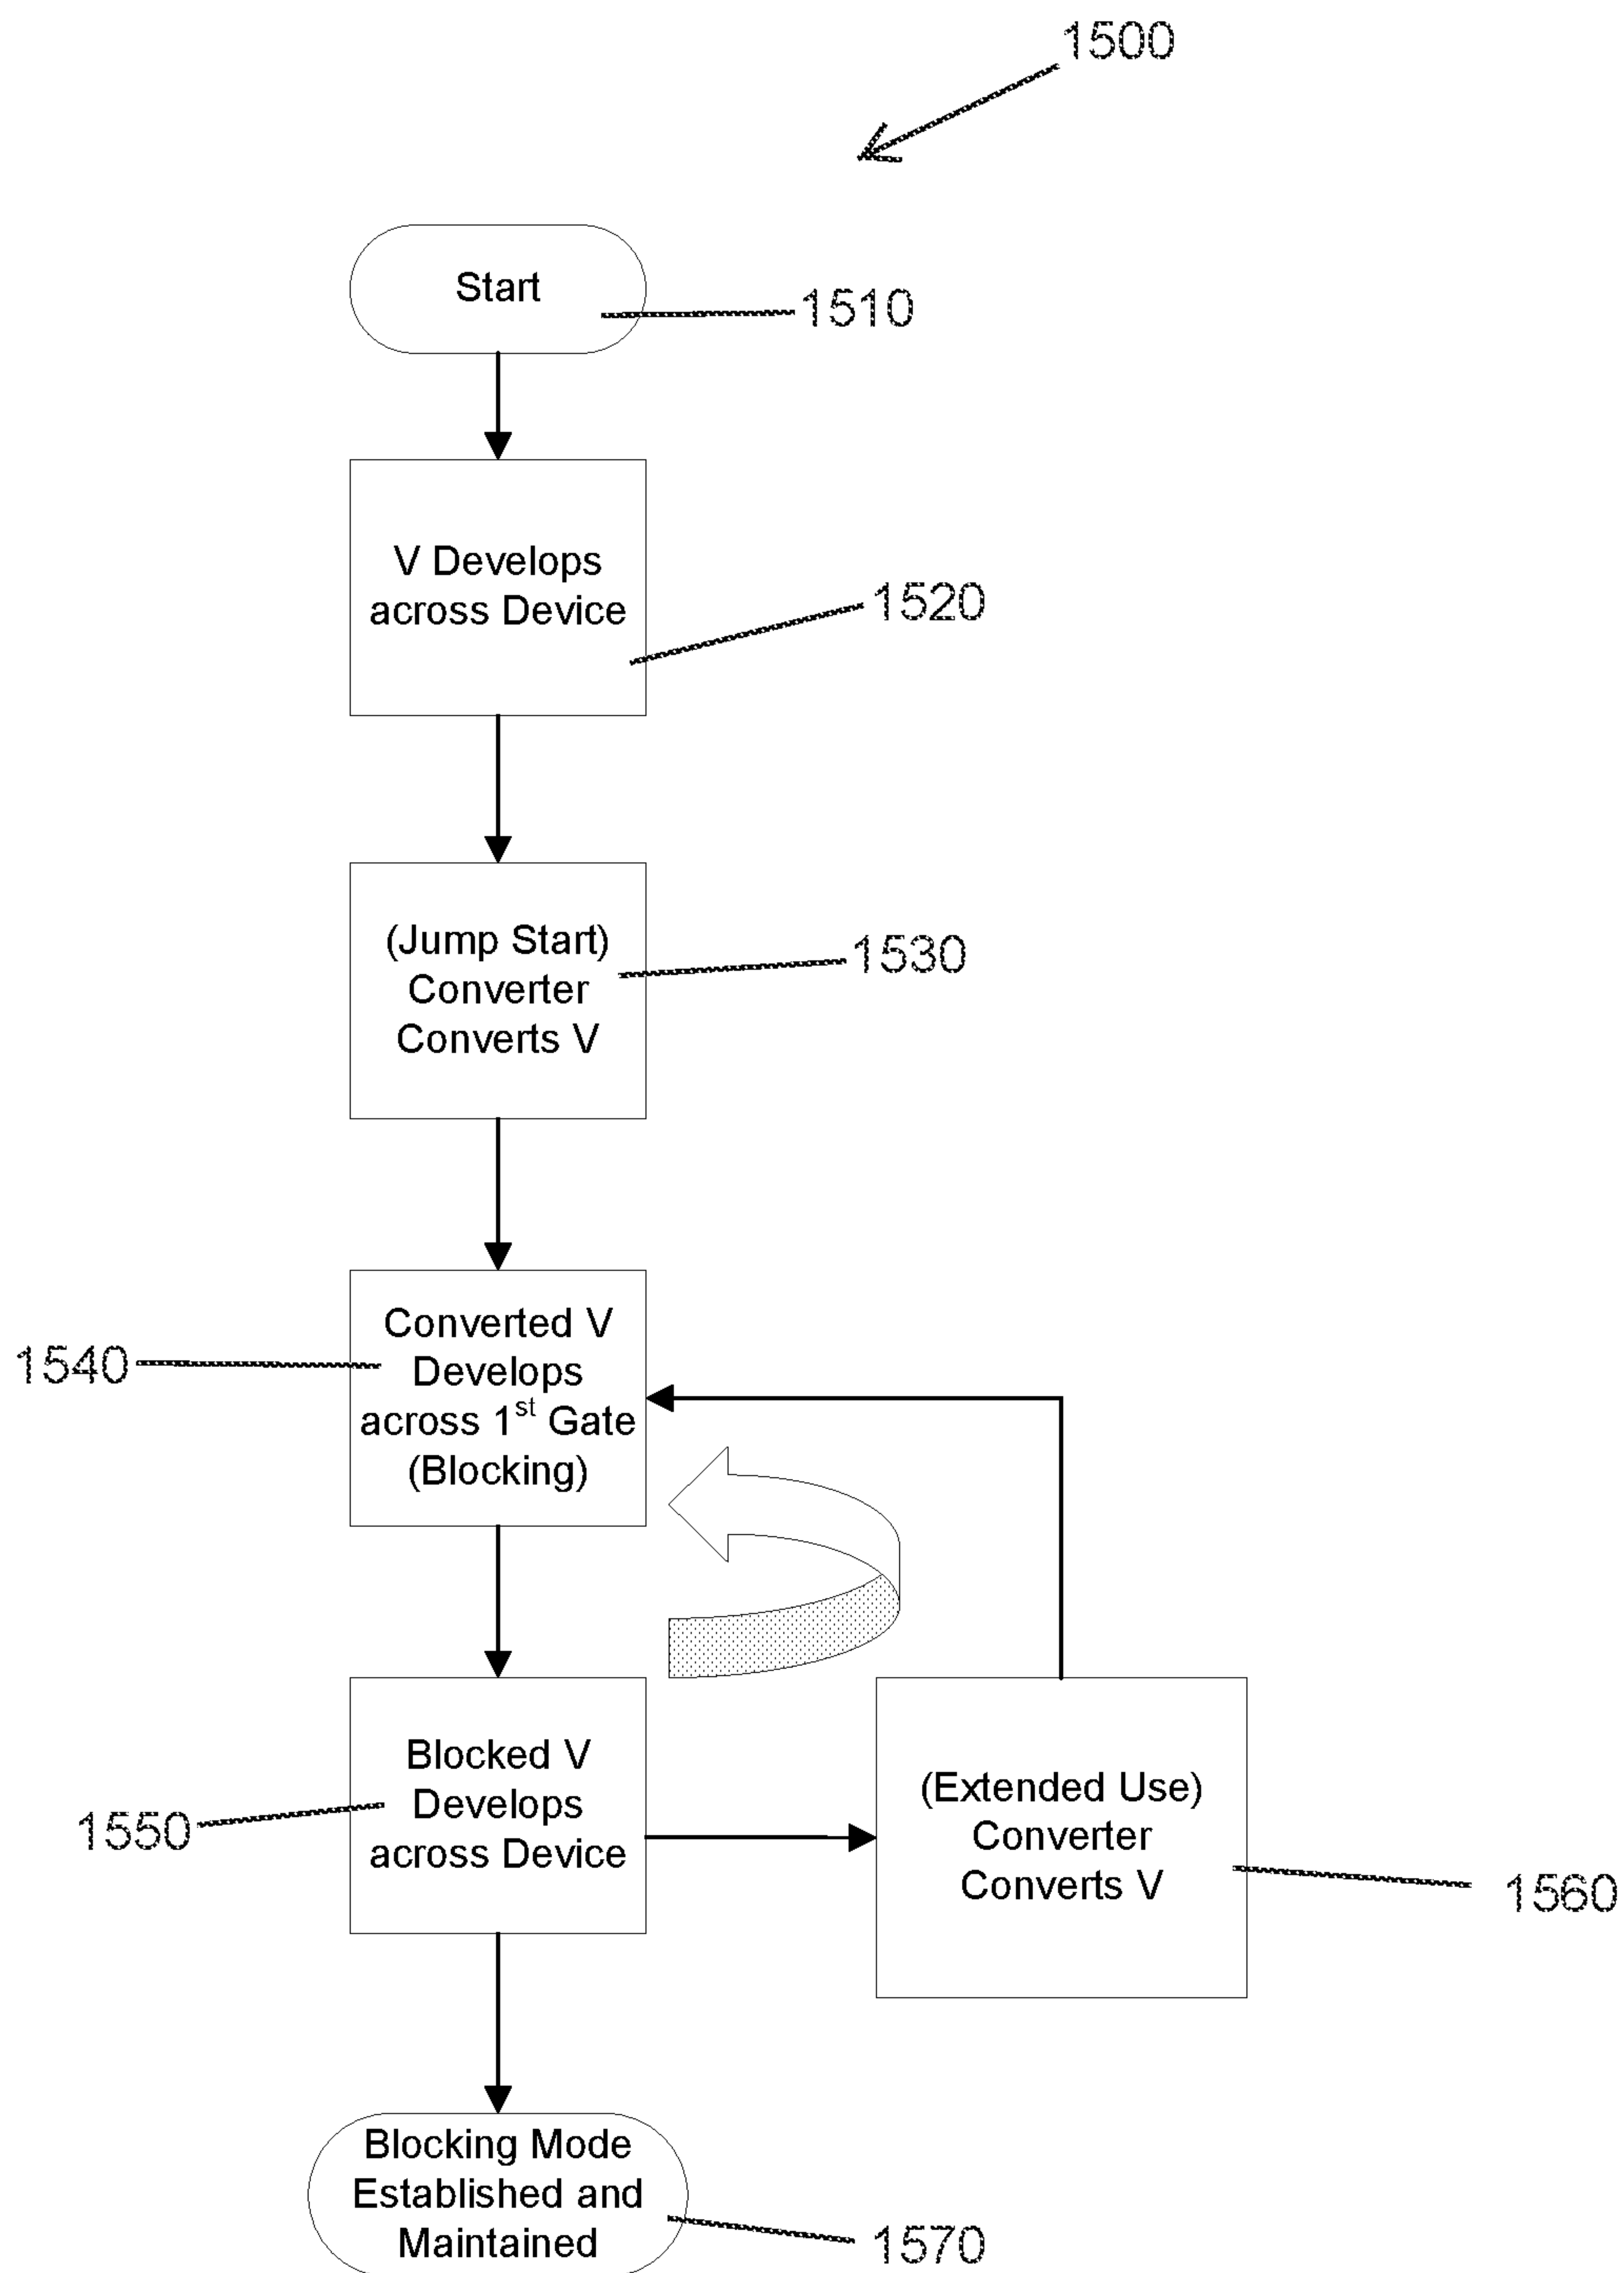 1500
Start
1510
V Develops
across Device
1520
(Jump Start)
Converter
Converts V
1530
Converted V
Develops
across 1st Gate
(Blocking)
1540
Blocked V
Develops
across Device
1550
(Extended Use)
Converter
Converts V
1560
Blocking Mode
Established and
Maintained
1570